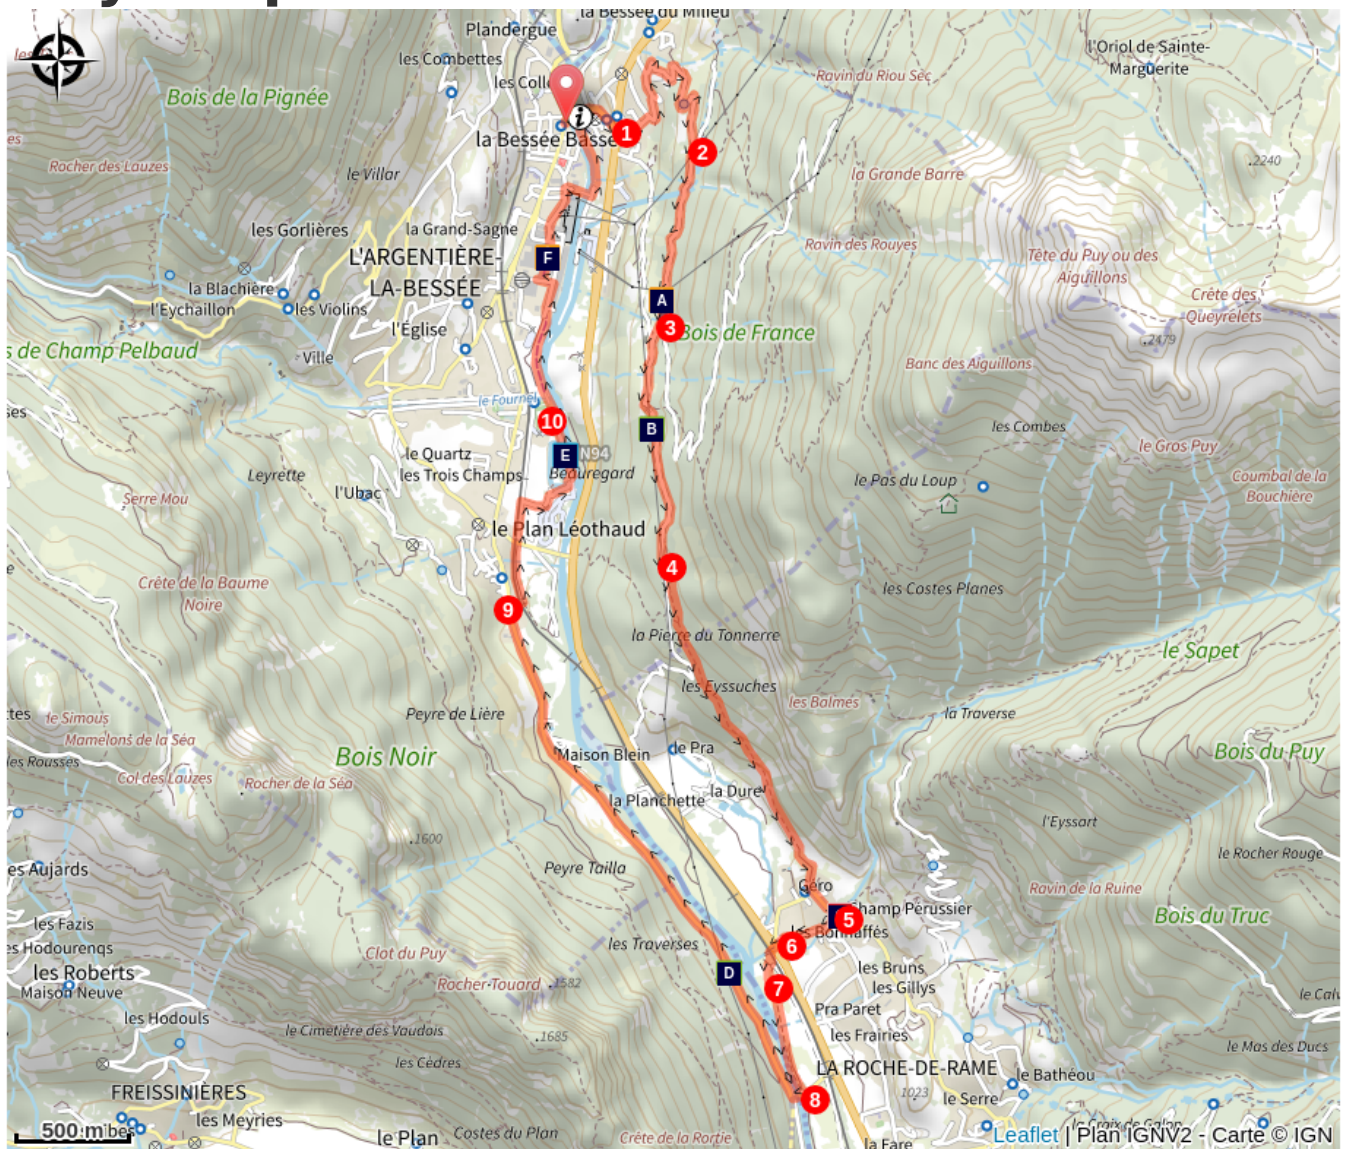 la Bessée du Milieu
Plandergue
l'Oriol de Sainte-
Marguerite
les Combettes
les Coll
Ravin du Riou Sec
Bois de la Pignée
i
la Bessée Basse
1
2
Rocher des Lauzes
.2240
le Villar
la Grande Barre
les Gorlières
la Grand-Sagne
Ravin des Rouyes
L'ARGENTIÈRE-
LA-BESSÉE
F
Tête du Puy ou des
Aiguillons
la Blachière
l'Eychaillon
les Violins
A
Crête des
Queyrelets
l'Église
3
Bois de France
.2479
s de Champ Pelbaud
Ville
Banc des Aiguillons
le Fournel
10
B
les Combes
le Gros Puy
E
N94
Beauregard
le Quartz
les Trois Champs
Leyrette
l'Ubac
le Pas du Loup
Coumbal de la
Bouchière
Serre Mou
le Plan Léothaud
4
Crête de la Baume
Noire
les Costes Planes
9
la Pierre du Tonnerre
le Sapet
les Eyssuches
les Balmes
la Traverse
le Simous
Mamelons de la Séa
Peyre de Lière
Bois Noir
Maison Blein
de Pra
Bois du Puy
les Rousses
Col des Lauzes
Rocher de la Séa
la Planchette
la Dure
l'Eyssart
.1600
le Rocher Rouge
es Aujards
Peyre Tailla
Géro
Ravin de la Ruine
5
Champ Pérussier
les Bonnaffés
Bois du Truc
les Fazis
es Hodourengs
les Roberts
Maison Neuve
Clot du Puy
les Traverses
6
les Bruns
les Gillys
D
7
Rocher-Touard
.1582
Pra Paret
les Hodouls
le Cimetière des Vaudois
.1685
les Frairies
le Mas des Ducs
les Cèdres
LA ROCHE-DE-RAME
le Bathéou
FREISSINIÈRES
1023
le Serre
8
les Meyries
500 m
le Plan
Costes du Plan
Crête de la Rortie
la Fare
Leaflet | Plan IGNV2 - Carte © IGN